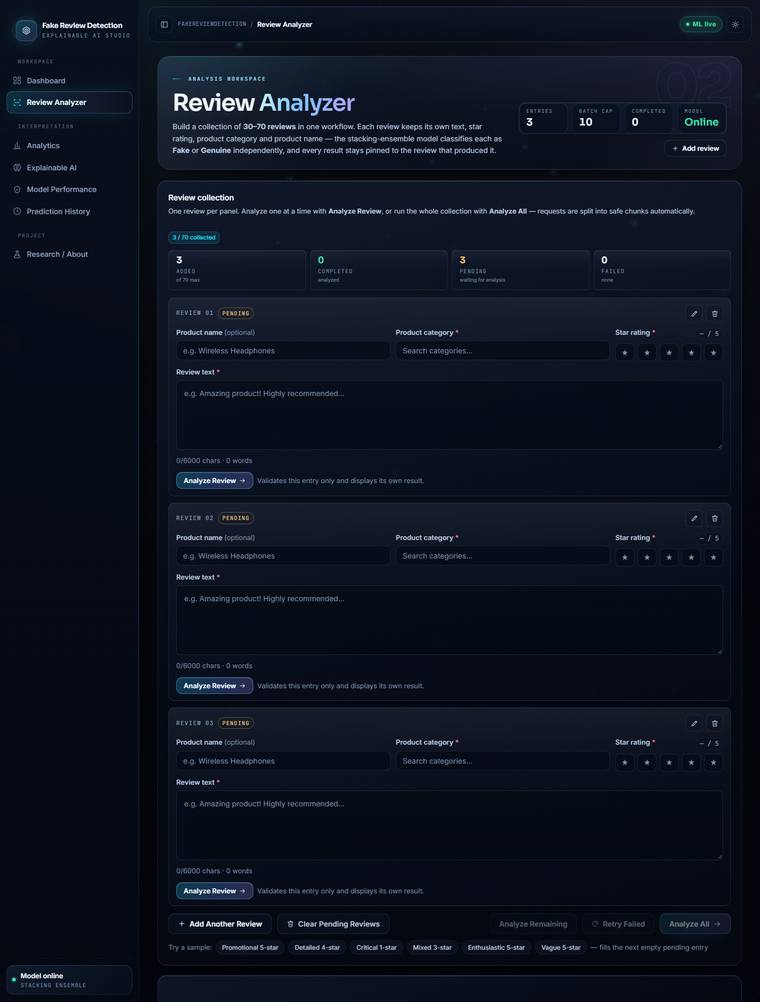 Fake Review Detection
EXPLAINABLE AI STUDIO
WORKSPACE
Dashboard
Review Analyzer
INTERPRETATION
Analytics
Explainable AI
Model Performance
Prediction History
PROJECT
Research / About
Model online
STACKING ENSEMBLE
FAKEREVIEWDETECTION / Review Analyzer
ML live
02
ANALYSIS WORKSPACE
Review Analyzer
Build a collection of 30–70 reviews in one workflow. Each review keeps its own text, star
rating, product category and product name — the stacking-ensemble model classifies each as
Fake or Genuine independently, and every result stays pinned to the review that produced it.
ENTRIES
3
BATCH CAP
10
COMPLETED
0
MODEL
Online
+ Add review
Review collection
One review per panel. Analyze one at a time with Analyze Review, or run the whole collection with Analyze All — requests are split into safe chunks automatically.
3 / 70 collected
3
ADDED
of 70 max
0
COMPLETED
analyzed
3
PENDING
waiting for analysis
0
FAILED
none
REVIEW 01 PENDING
Product name (optional)
Product category *
Star rating * — / 5
e.g. Wireless Headphones
Search categories...
Review text *
e.g. Amazing product! Highly recommended...
0/6000 chars · 0 words
Analyze Review → Validates this entry only and displays its own result.
REVIEW 02 PENDING
Product name (optional)
Product category *
Star rating * — / 5
e.g. Wireless Headphones
Search categories...
Review text *
e.g. Amazing product! Highly recommended...
0/6000 chars · 0 words
Analyze Review → Validates this entry only and displays its own result.
REVIEW 03 PENDING
Product name (optional)
Product category *
Star rating * — / 5
e.g. Wireless Headphones
Search categories...
Review text *
e.g. Amazing product! Highly recommended...
0/6000 chars · 0 words
Analyze Review → Validates this entry only and displays its own result.
+ Add Another Review
Clear Pending Reviews
Analyze Remaining
Retry Failed
Analyze All →
Try a sample: Promotional 5-star Detailed 4-star Critical 1-star Mixed 3-star Enthusiastic 5-star Vague 5-star — fills the next empty pending entry